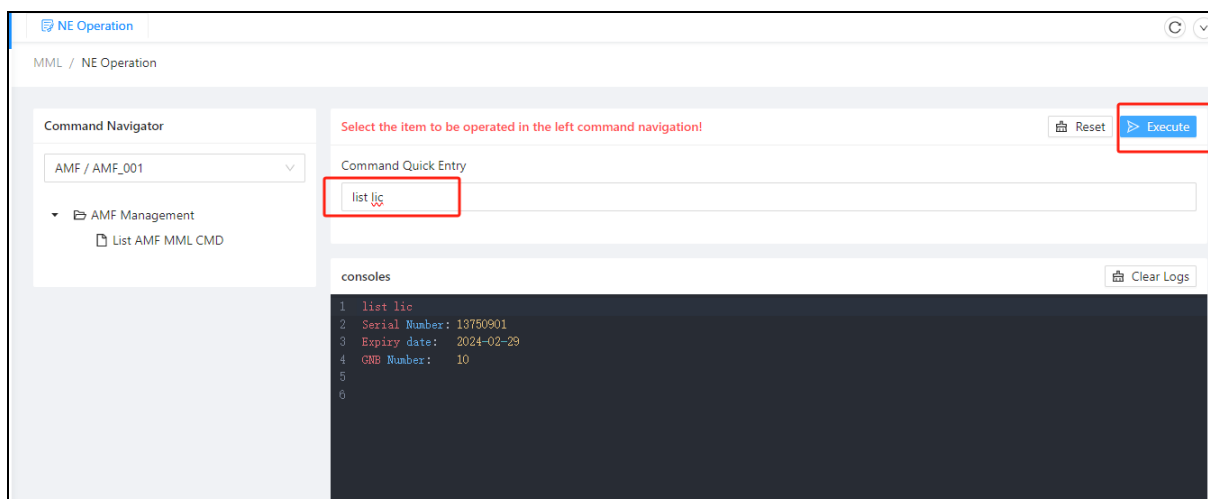 NE Operation
MML / NE Operation
Command Navigator
AMF / AMF_001
AMF Management
List AMF MML CMD
Select the item to be operated in the left command navigation!
Reset
Execute
Command Quick Entry
list lic
consoles
Clear Logs
1 list lic
2 Serial Number: 13750901
3 Expiry date: 2024-02-29
4 GNB Number: 10
5
6